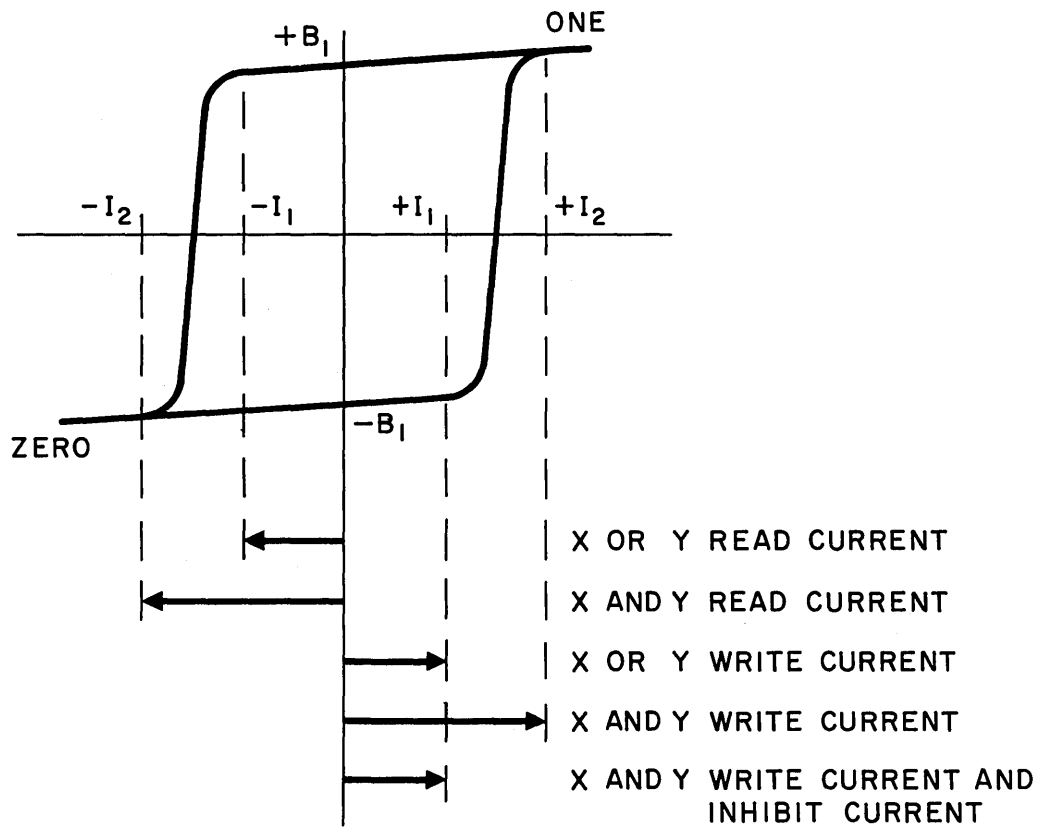 ONE
+B₁
-I₂
-I₁
+I₁
+I₂
-B₁
ZERO
X OR Y READ CURRENT
X AND Y READ CURRENT
X OR Y WRITE CURRENT
X AND Y WRITE CURRENT
X AND Y WRITE CURRENT AND
INHIBIT CURRENT